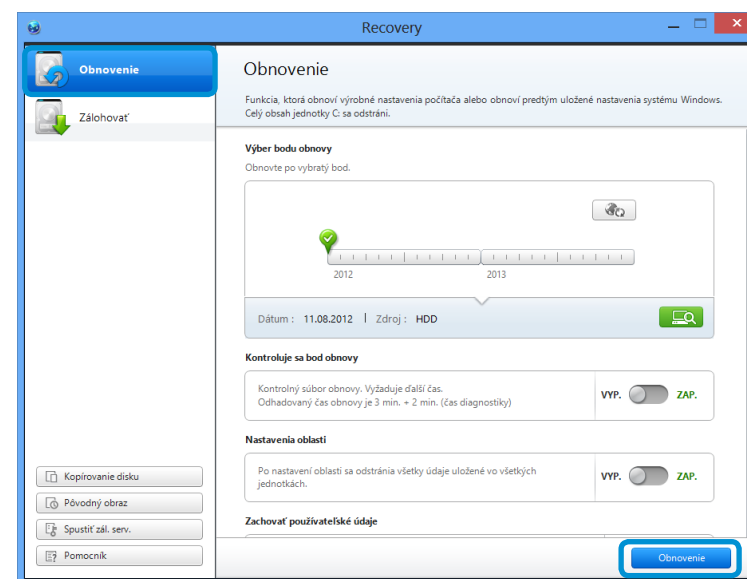 Recovery
Obnovenie
Zálohovať
Kopírovanie disku
Pôvodný obraz
Spustiť zál. serv.
Pomocník
Obnovenie
Funkcia, ktorá obnoví výrobné nastavenia počítača alebo obnoví predtým uložené nastavenia systému Windows.
Celý obsah jednotky C: sa odstráni.
Výber bodu obnovy
Obnovte po vybratý bod.
2012 2013
Dátum : 11.08.2012 | Zdroj : HDD
Kontroluje sa bod obnovy
Kontrolný súbor obnovy. Vyžaduje ďalší čas.
Odhadovaný čas obnovy je 3 min. + 2 min. (čas diagnostiky)
VYP. ZAP.
Nastavenia oblasti
Po nastavení oblasti sa odstránia všetky údaje uložené vo všetkých
jednotkách.
VYP. ZAP.
Zachovať používateľské údaje
Obnovenie